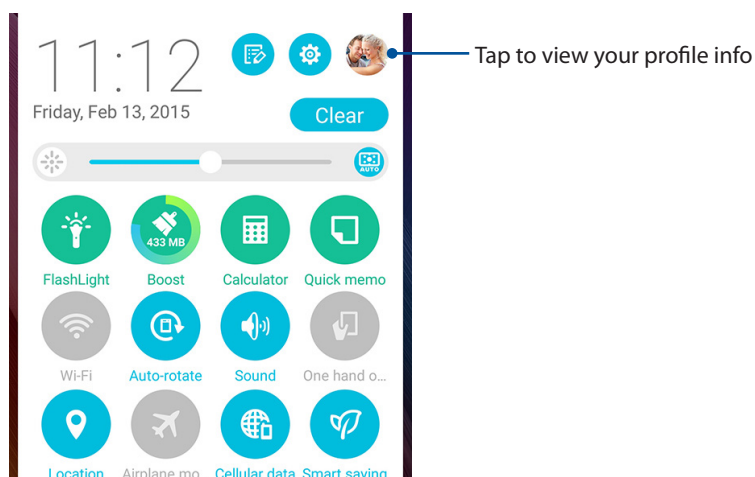 11:12
Tap to view your profile info
Friday, Feb 13, 2015
Clear
AUTO
433 MB
FlashLight Boost Calculator Quick memo
Wi-Fi Auto-rotate Sound One hand o...
Location Airplane mo... Cellular data Smart saving